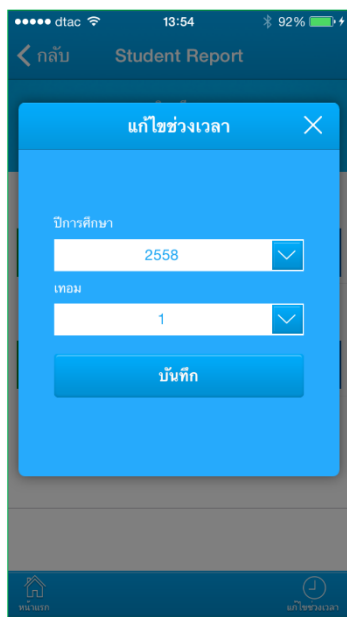 dtac 13:54 92%
กลับ Student Report
แก้ไขช่วงเวลา
ปีการศึกษา
2558
เทอม
1
บันทึก
หน้าแรก แก้ไขช่วงเวลา